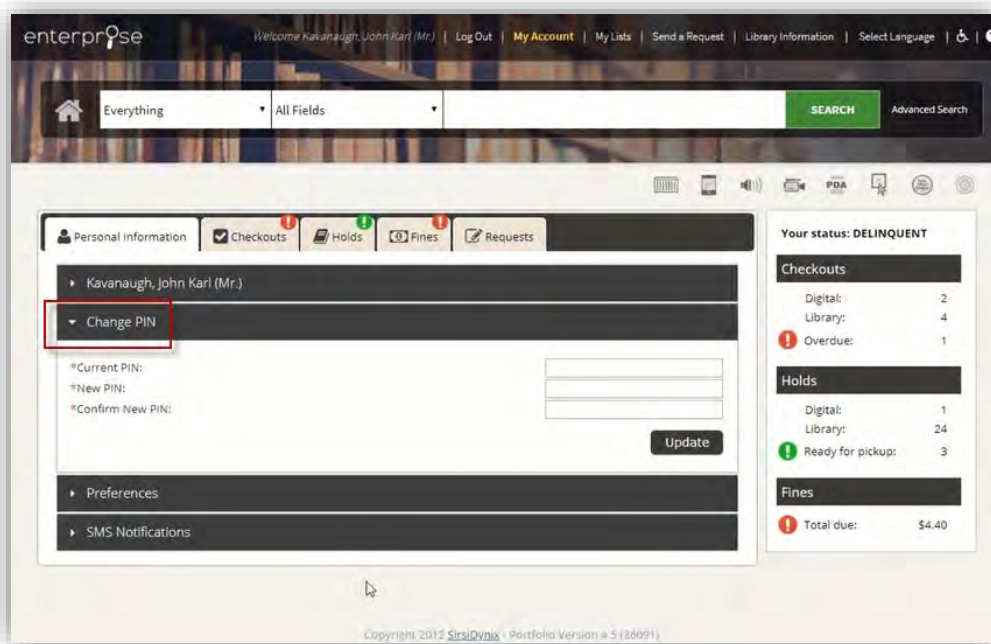 enterprise
Welcome Kavanaugh, John Karl (Mr.) | Log Out | My Account | My Lists | Send a Request | Library Information | Select Language |
Everything All Fields SEARCH Advanced Search
PDA
Personal Information Checkouts Holds Fines Requests
Kavanaugh, John Karl (Mr.)
Change PIN
*Current PIN:
*New PIN:
*Confirm New PIN:
Update
Preferences
SMS Notifications
Your status: DELINQUENT
Checkouts
Digital: 2
Library: 4
Overdue: 1
Holds
Digital: 1
Library: 24
Ready for pickup: 3
Fines
Total due: $4.40
Copyright 2012 SirsiDynix - Portfolio Version 4.5 (36091)